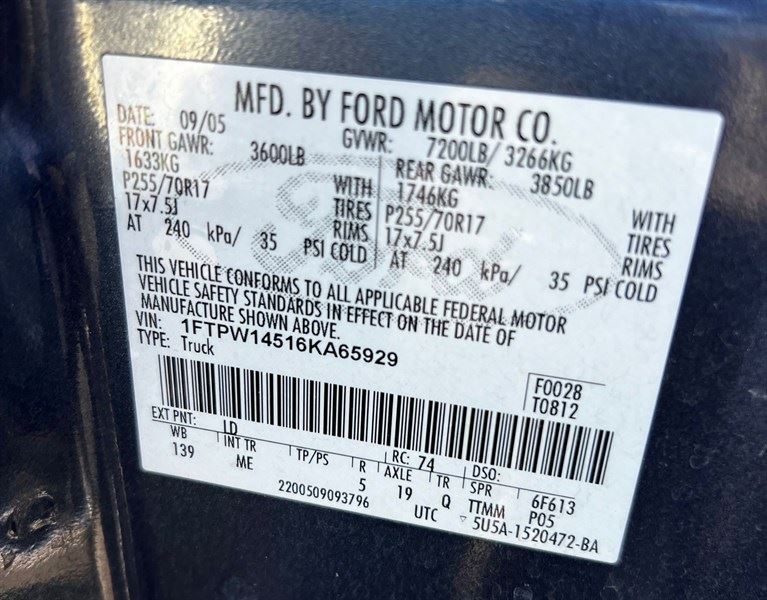 MFD. BY FORD MOTOR CO.
DATE: 09/05 GVWR: 7200LB/ 3266KG
FRONT GAWR: 3600LB REAR GAWR: 3850LB
1633KG WITH 1746KG WITH
P255/70R17 TIRES P255/70R17 TIRES
17x7.5J RIMS 17x7.5J RIMS
AT 240 kPa/ 35 PSI COLD AT 240 kPa/ 35 PSI COLD
THIS VEHICLE CONFORMS TO ALL APPLICABLE FEDERAL MOTOR
VEHICLE SAFETY STANDARDS IN EFFECT ON THE DATE OF
MANUFACTURE SHOWN ABOVE.
VIN: 1FTPW14516KA65929
TYPE: Truck
F0028
T0812
EXT PNT: LD RC: 74 DSO:
WB INT TR TP/PS R AXLE TR SPR 6F613
139 ME 5 19 Q TTMM P05
2200509093796 UTC ▽ 5U5A-1520472-BA